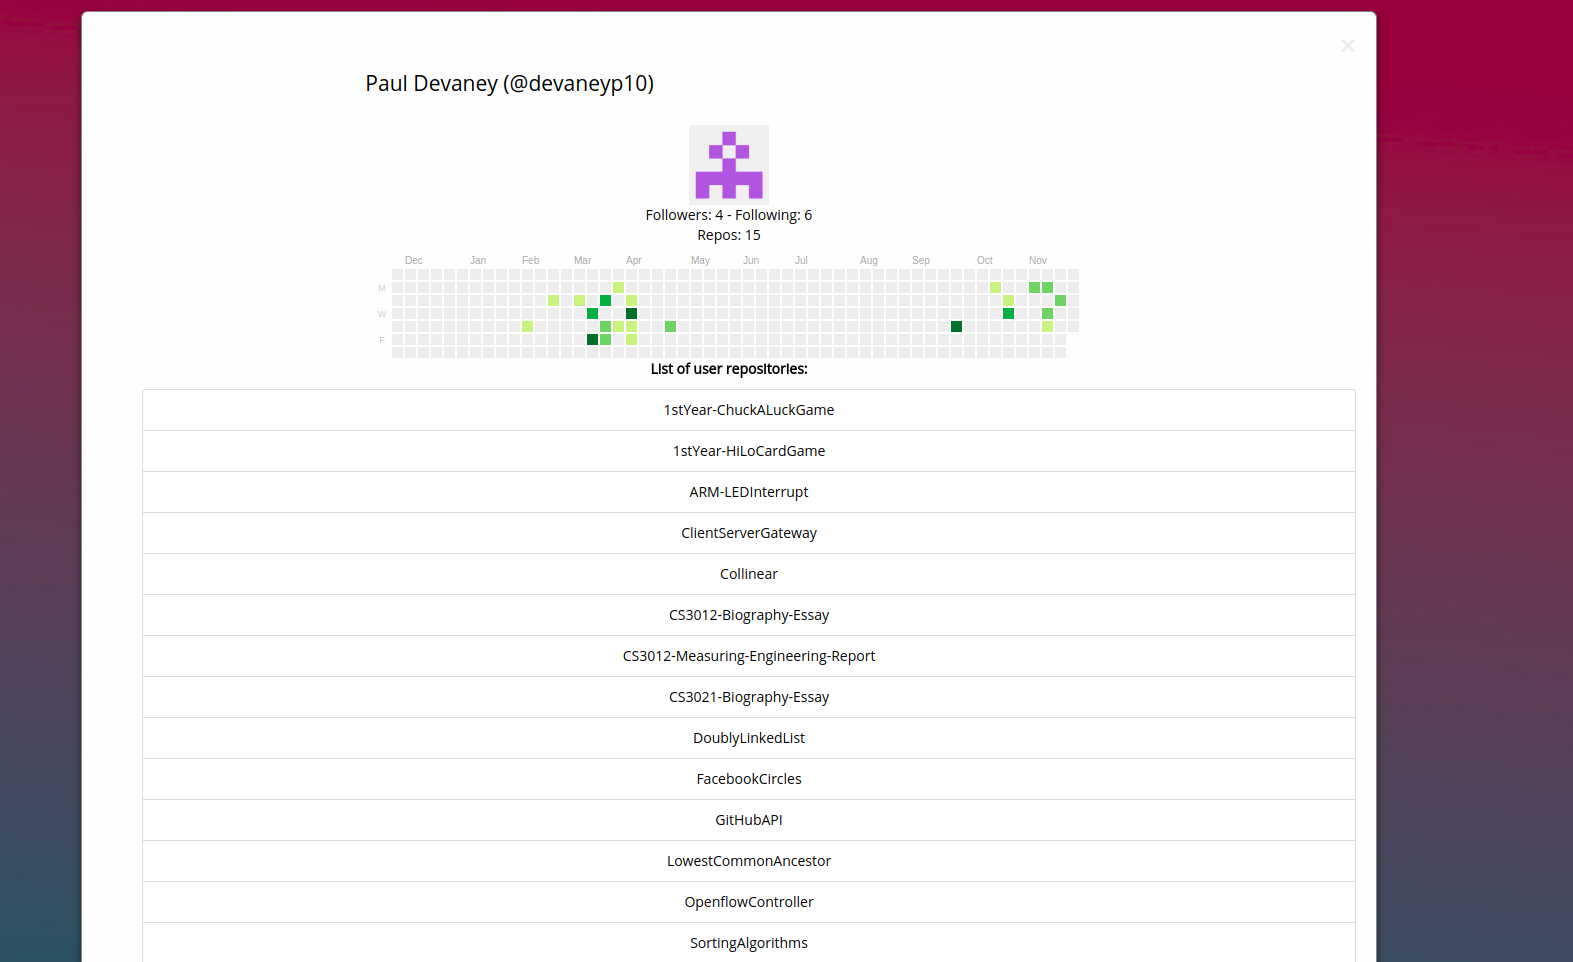 ×
Paul Devaney (@devaneyp10)
Followers: 4 - Following: 6
Repos: 15
Dec Jan Feb Mar Apr May Jun Jul Aug Sep Oct Nov
M
W
F
List of user repositories:
1stYear-ChuckALuckGame
1stYear-HiLoCardGame
ARM-LEDInterrupt
ClientServerGateway
Collinear
CS3012-Biography-Essay
CS3012-Measuring-Engineering-Report
CS3021-Biography-Essay
DoublyLinkedList
FacebookCircles
GitHubAPI
LowestCommonAncestor
OpenflowController
SortingAlgorithms